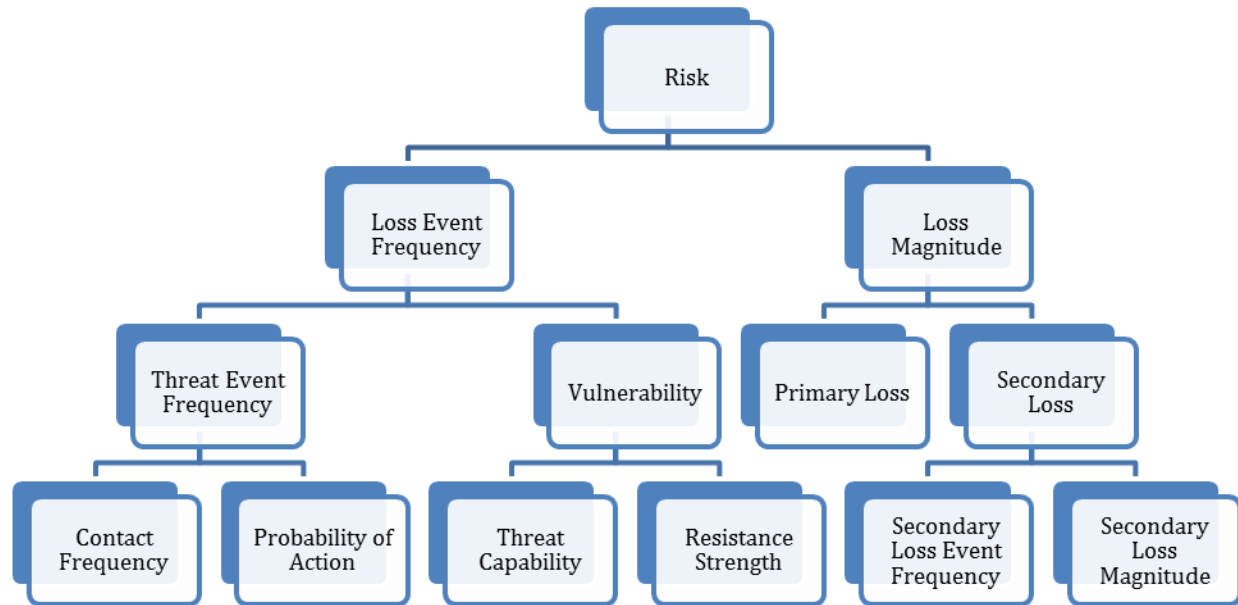 Risk
Loss Event
Frequency
Loss
Magnitude
Threat Event
Frequency
Vulnerability
Primary Loss
Secondary
Loss
Contact
Frequency
Probability of
Action
Threat
Capability
Resistance
Strength
Secondary
Loss Event
Frequency
Secondary
Loss
Magnitude